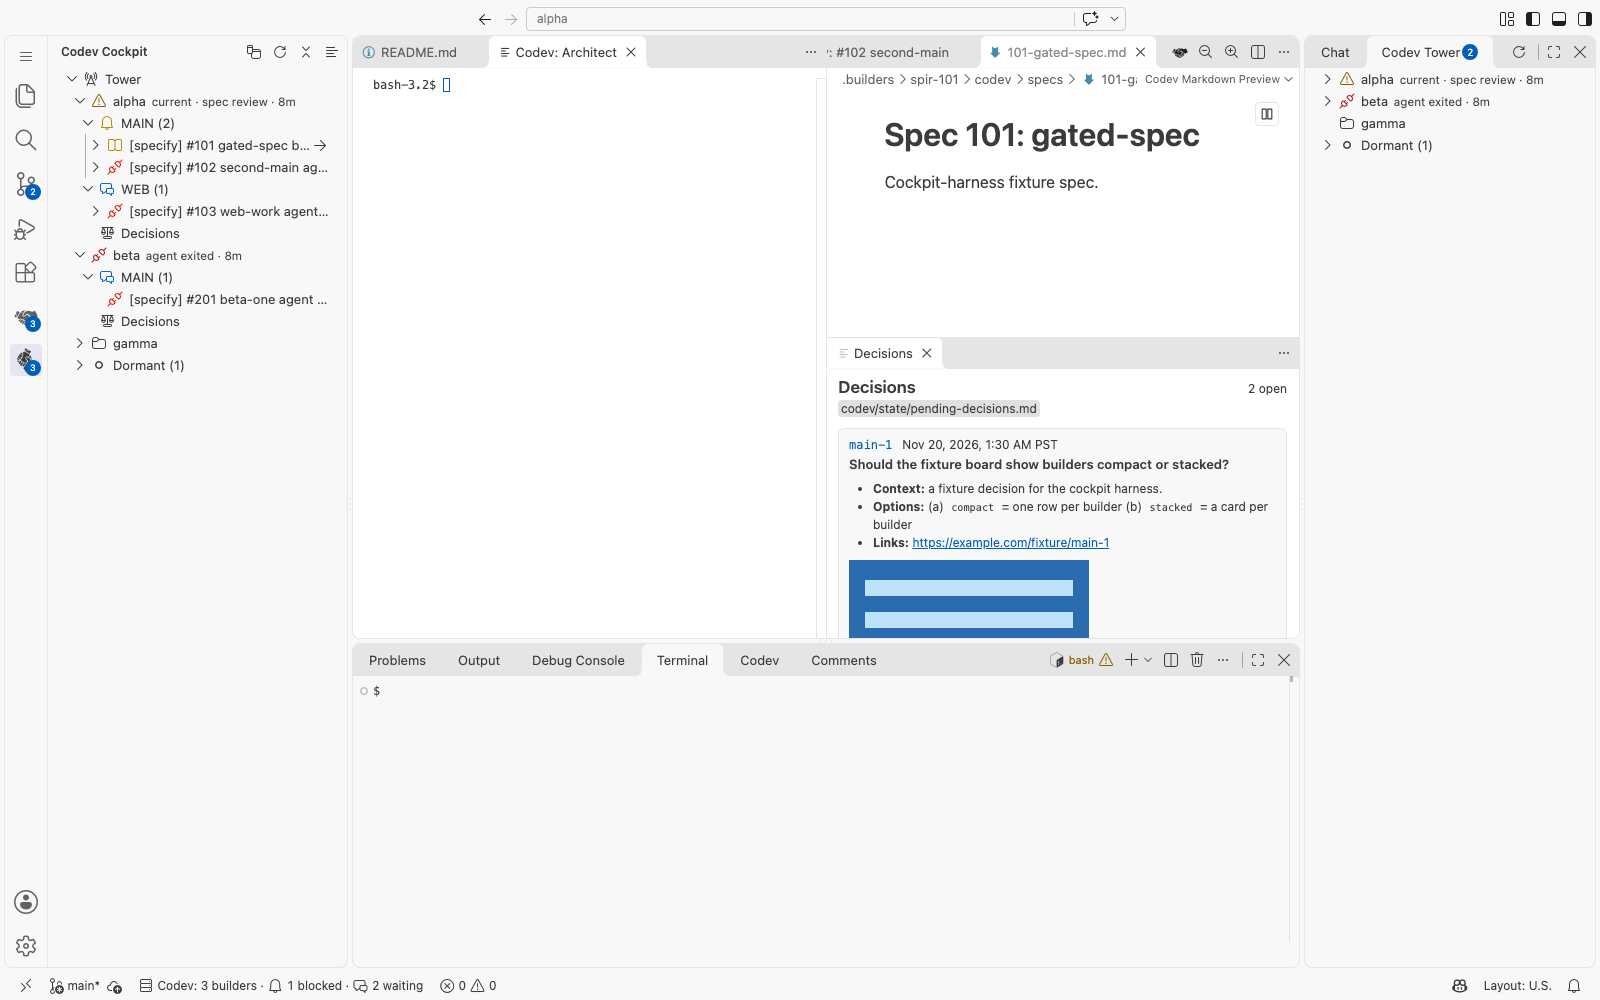 alpha
Codev Cockpit
Tower
alpha current · spec review · 8m
MAIN (2)
[specify] #101 gated-spec b...
[specify] #102 second-main ag...
WEB (1)
[specify] #103 web-work agent...
Decisions
beta agent exited · 8m
MAIN (1)
[specify] #201 beta-one agent ...
Decisions
gamma
Dormant (1)
2
3
3
README.md
Codev: Architect
bash-3.2$
: #102 second-main
101-gated-spec.md
.builders > spir-101 > codev > specs > 101-ga
Codev Markdown Preview
Spec 101: gated-spec
Cockpit-harness fixture spec.
Decisions
Decisions
2 open
codev/state/pending-decisions.md
main-1 Nov 20, 2026, 1:30 AM PST
Should the fixture board show builders compact or stacked?
• Context: a fixture decision for the cockpit harness.
• Options: (a) compact = one row per builder (b) stacked = a card per
builder
• Links: https://example.com/fixture/main-1
Problems
Output
Debug Console
Terminal
Codev
Comments
bash
$
Chat
Codev Tower 2
alpha current · spec review · 8m
beta agent exited · 8m
gamma
Dormant (1)
main*
Codev: 3 builders · 1 blocked · 2 waiting
0 0
Layout: U.S.